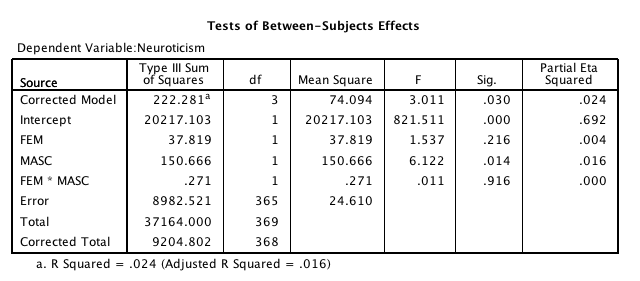 Tests of Between-Subjects Effects
Dependent Variable:Neuroticism
Source Type III Sum of Squares df Mean Square F Sig. Partial Eta Squared
Corrected Model 222.281a 3 74.094 3.011 .030 .024
Intercept 20217.103 1 20217.103 821.511 .000 .692
FEM 37.819 1 37.819 1.537 .216 .004
MASC 150.666 1 150.666 6.122 .014 .016
FEM * MASC .271 1 .271 .011 .916 .000
Error 8982.521 365 24.610
Total 37164.000 369
Corrected Total 9204.802 368
a. R Squared = .024 (Adjusted R Squared = .016)